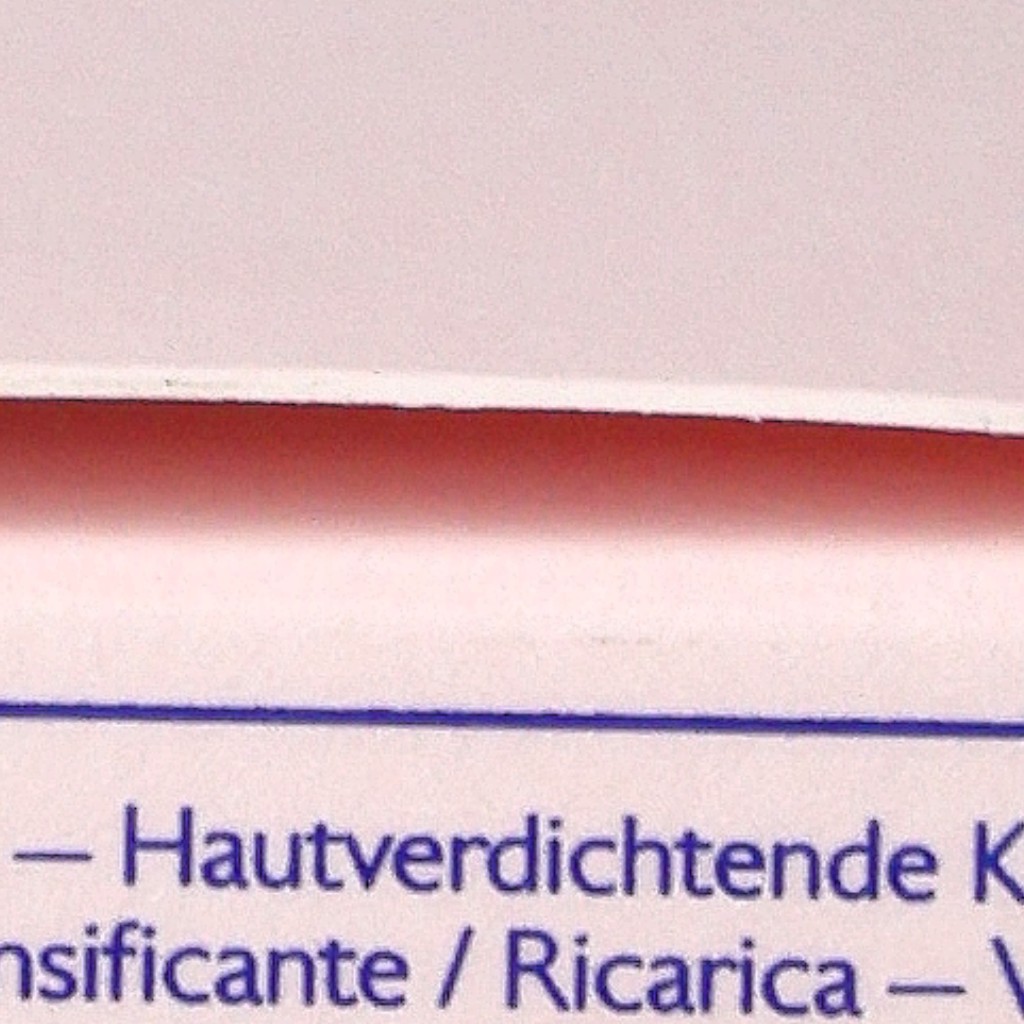 — Hautverdichtende K
nsificante / Ricarica —